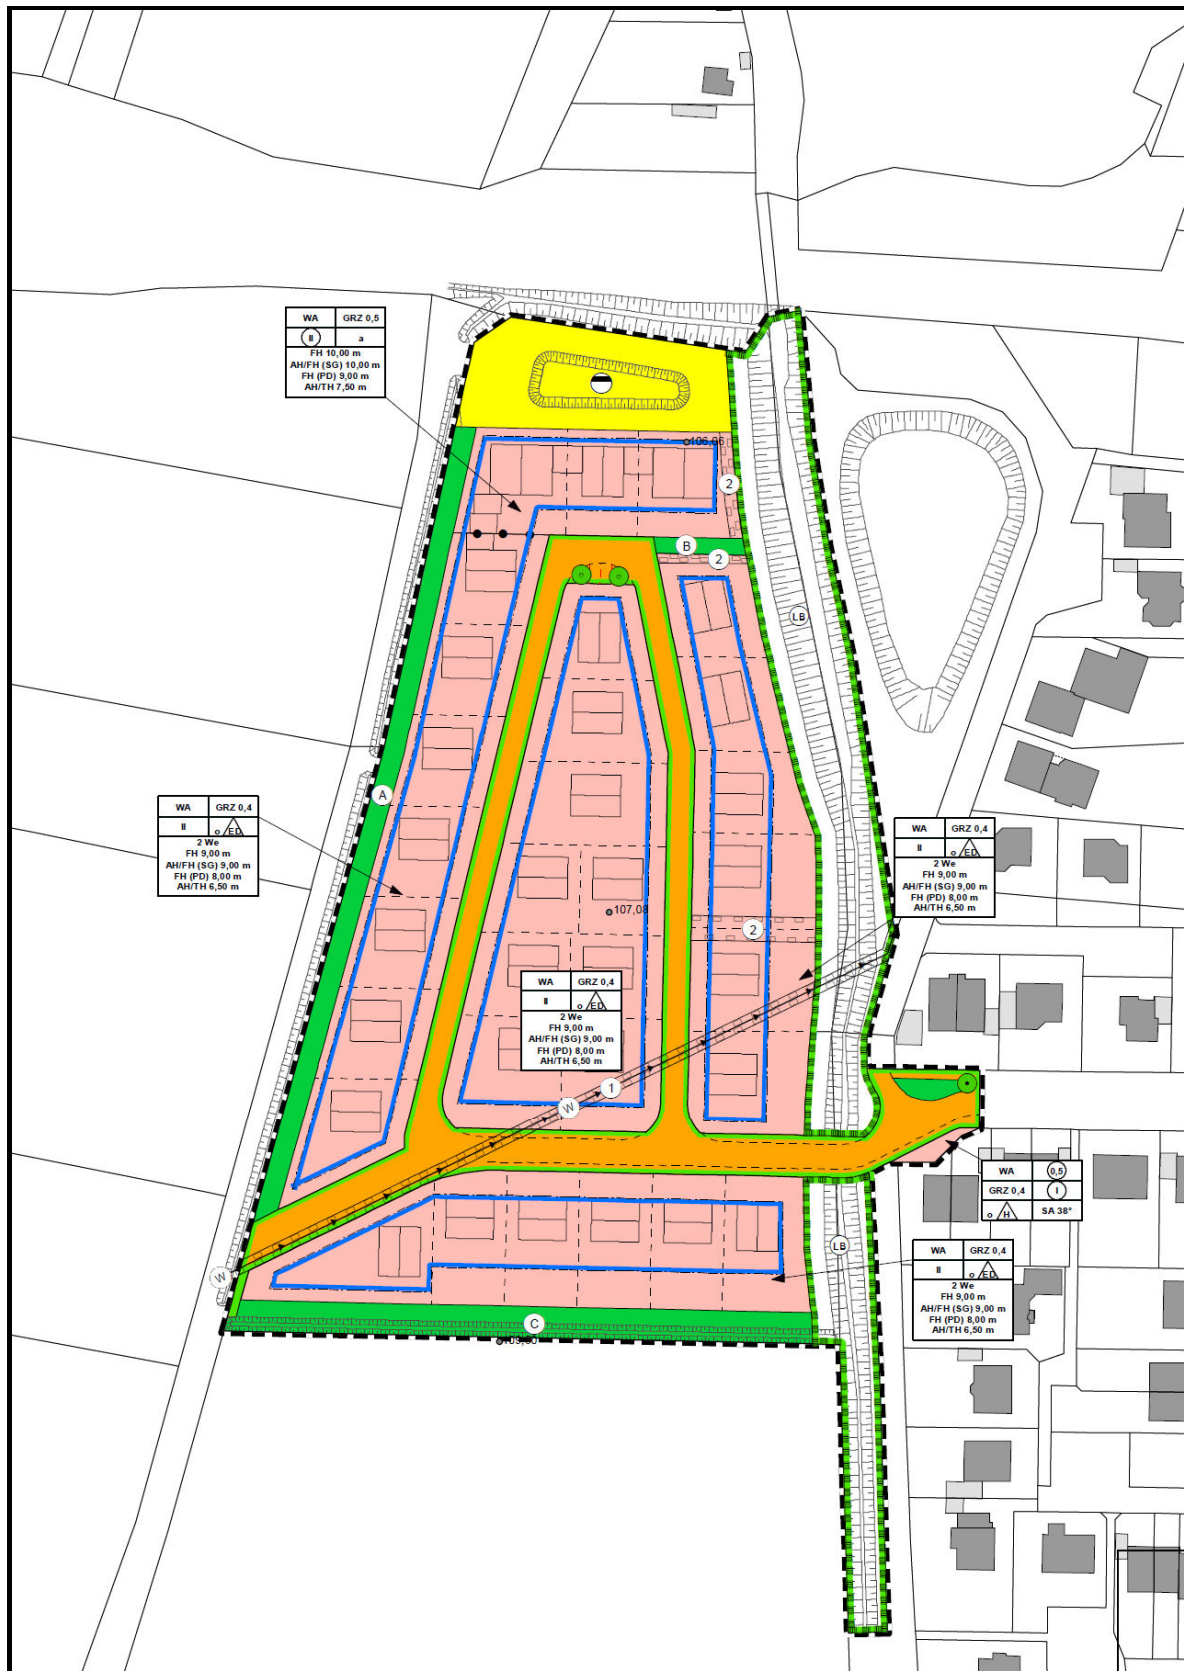 WA GRZ 0,5
II a
FH 10,00 m
AH/FH (SG) 10,00 m
FH (PD) 9,00 m
AH/TH 7,50 m
106,06
2
B
2
LB
A
WA GRZ 0,4
II o ED
2 We
FH 9,00 m
AH/FH (SG) 9,00 m
FH (PD) 8,00 m
AH/TH 6,50 m
WA GRZ 0,4
II o ED
2 We
FH 9,00 m
AH/FH (SG) 9,00 m
FH (PD) 8,00 m
AH/TH 6,50 m
107,08
2
WA GRZ 0,4
II o ED
2 We
FH 9,00 m
AH/FH (SG) 9,00 m
FH (PD) 8,00 m
AH/TH 6,50 m
1
W
WA 0,5
GRZ 0,4 I
o H SA 38°
LB
W
WA GRZ 0,4
II o ED
2 We
FH 9,00 m
AH/FH (SG) 9,00 m
FH (PD) 8,00 m
AH/TH 6,50 m
C